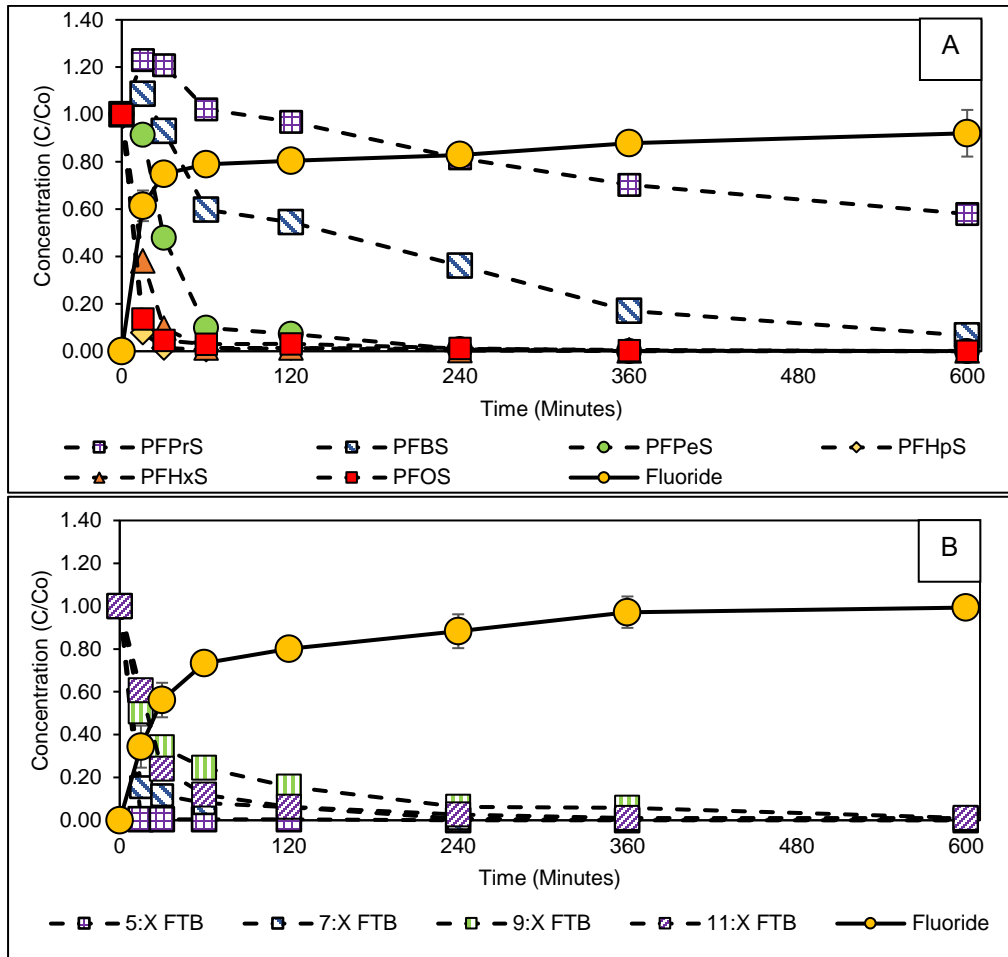 A
1.40
1.20
1.00
0.80
0.60
0.40
0.20
0.00
Concentration (C/Co)
0 120 240 360 480 600
Time (Minutes)
PFPrS PFBS PFPeS PFHpS
PFHxS PFOS Fluoride
B
1.40
1.20
1.00
0.80
0.60
0.40
0.20
0.00
Concentration (C/Co)
0 120 240 360 480 600
Time (Minutes)
5:X FTB 7:X FTB 9:X FTB 11:X FTB Fluoride